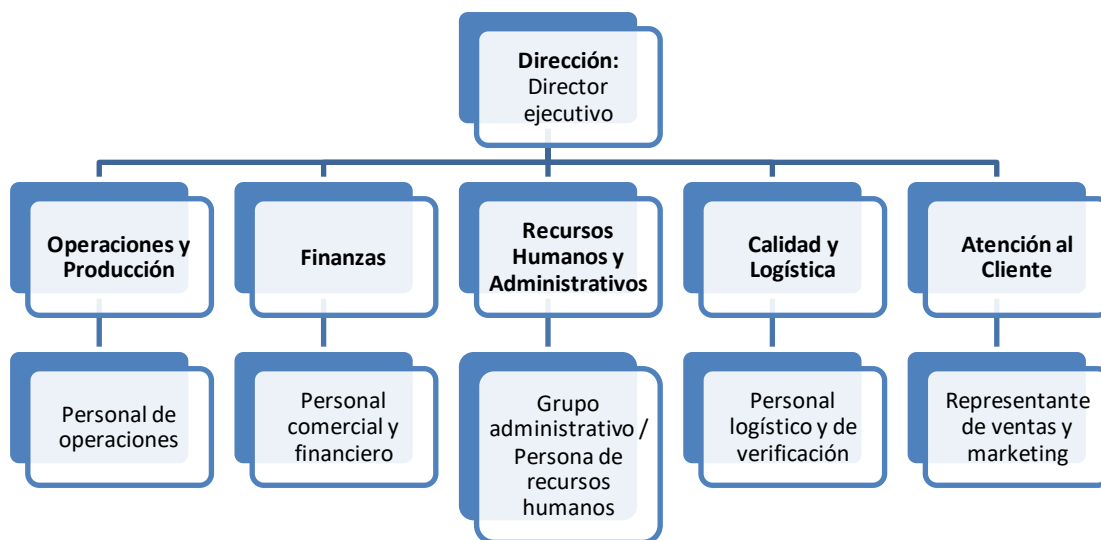 Dirección:
Director
ejecutivo
Operaciones y
Producción
Finanzas
Recursos
Humanos y
Administrativos
Calidad y
Logística
Atención al
Cliente
Personal de
operaciones
Personal
comercial y
financiero
Grupo
administrativo /
Persona de
recursos
humanos
Personal
logístico y de
verificación
Representante
de ventas y
marketing